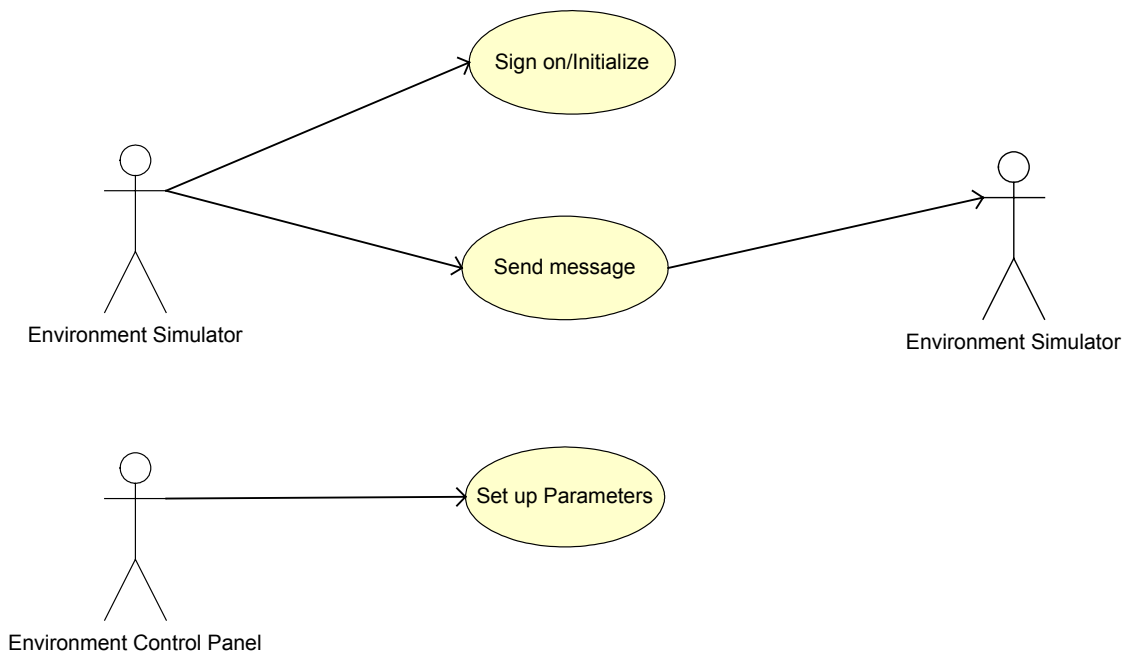 Sign on/Initialize
Send message
Environment Simulator
Environment Simulator
Set up Parameters
Environment Control Panel